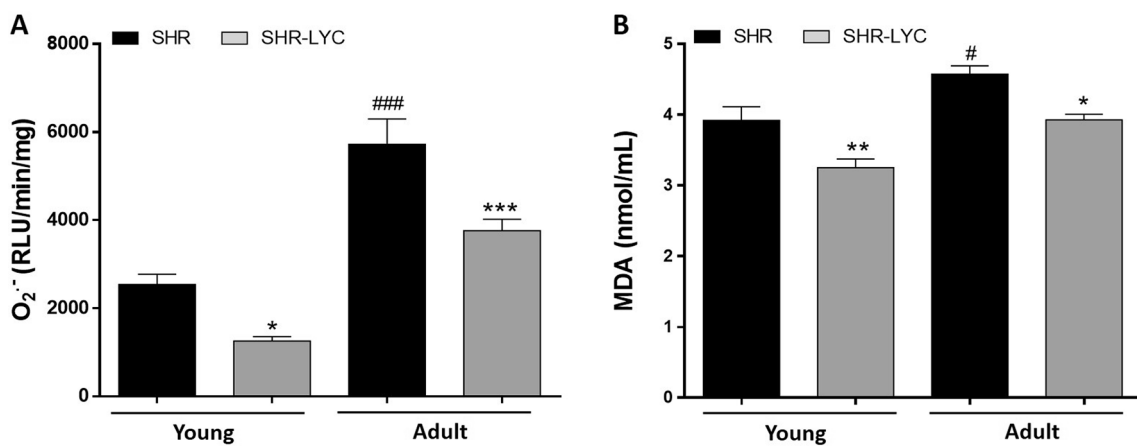 A
SHR SHR-LYC
O2·- (RLU/min/mg)
8000
6000
4000
2000
0
###
***
*
Young Adult
B
SHR SHR-LYC
MDA (nmol/mL)
5
4
3
2
1
0
#
*
**
Young Adult